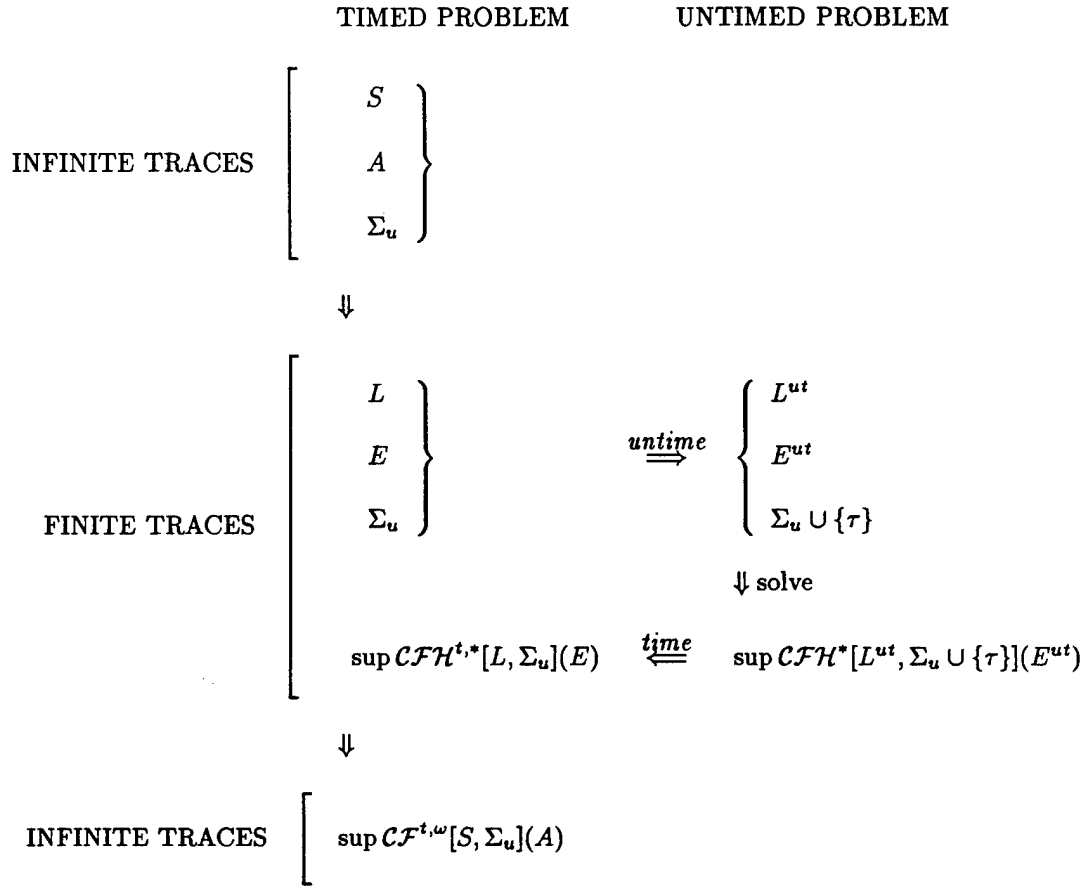 TIMED PROBLEM UNTIMED PROBLEM
S
INFINITE TRACES A
Σ_u
⇓
L L^{ut}
E untime ⟹ E^{ut}
FINITE TRACES Σ_u Σ_u ∪ {τ}
⇓ solve
sup 𝒞ℱℋ^{t,*}[L, Σ_u](E) time ⟸ sup 𝒞ℱℋ^*[L^{ut}, Σ_u ∪ {τ}](E^{ut})
⇓
INFINITE TRACES sup 𝒞ℱ^{t,ω}[S, Σ_u](A)